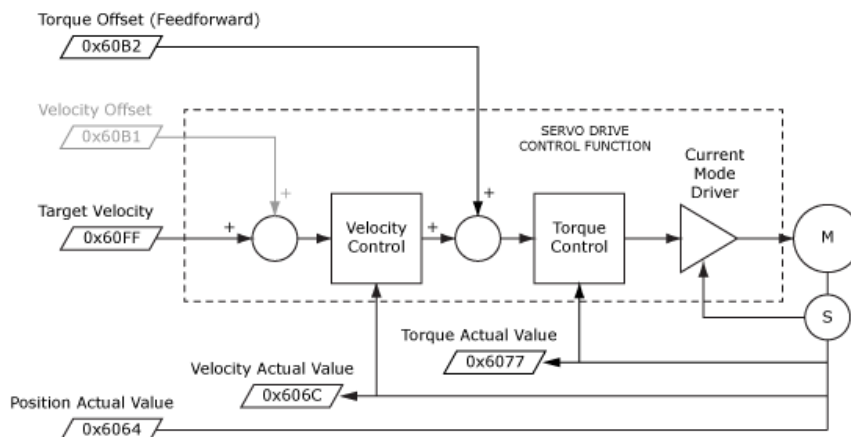 Torque Offset (Feedforward)
0x60B2
Velocity Offset
0x60B1
SERVO DRIVE
CONTROL FUNCTION
Current
Mode
Driver
+
+
Target Velocity
0x60FF
+
Velocity
Control
+
Torque
Control
M
S
Torque Actual Value
0x6077
Velocity Actual Value
0x606C
Position Actual Value
0x6064